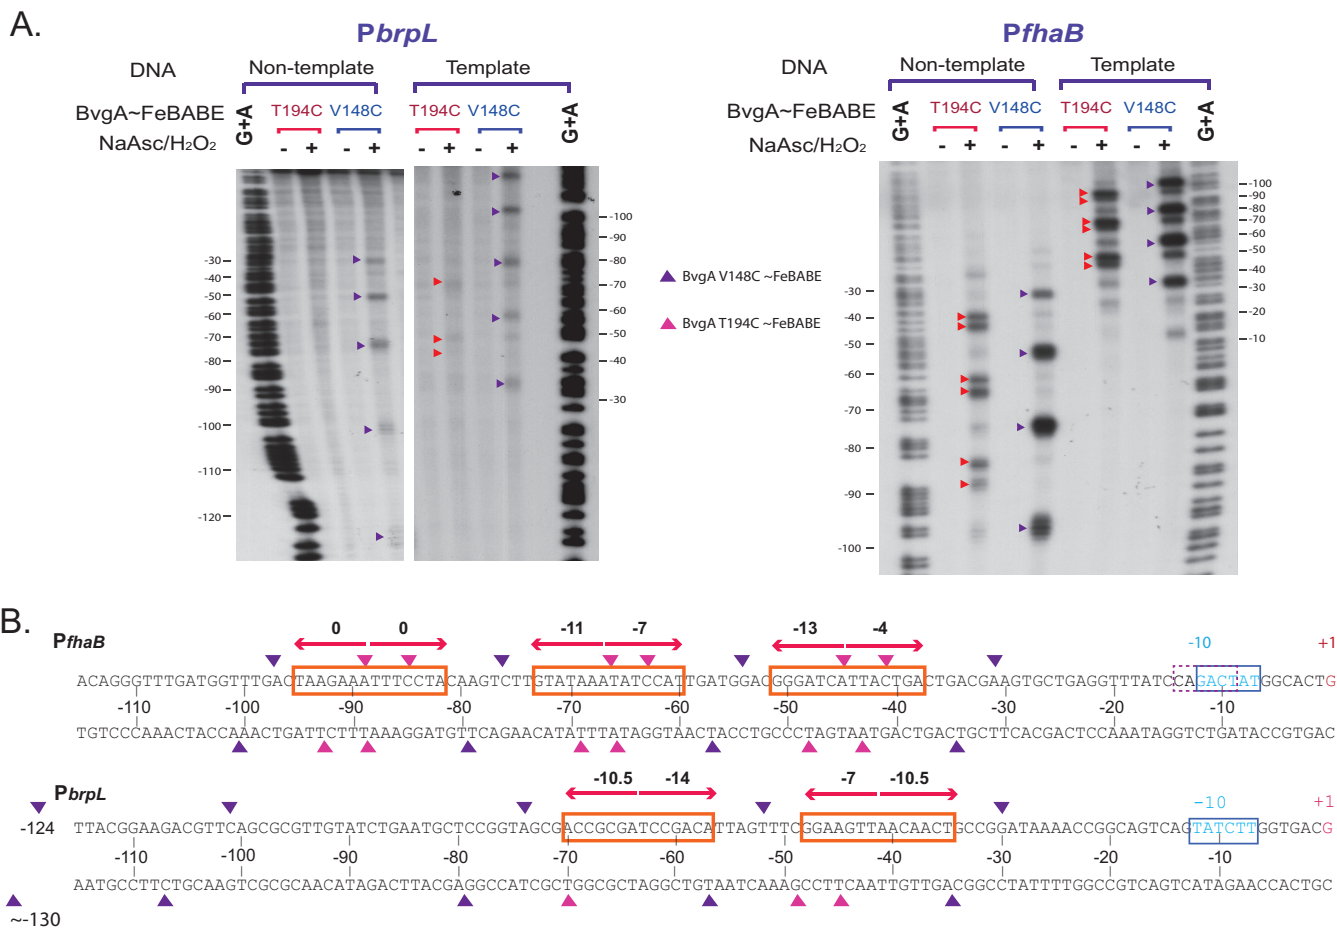 A.
PbrpL
PfhaB
DNA
Non-template
Template
DNA
Non-template
Template
BvgA~FeBABE
G+A
T194C
V148C
T194C
V148C
G+A
BvgA~FeBABE
G+A
T194C
V148C
T194C
V148C
G+A
NaAsc/H2O2
- + - +
- + - +
NaAsc/H2O2
- + - + - + - +
-30
-40
-50
-60
-70
-80
-90
-100
-110
-120
-100
-90
-80
-70
-60
-50
-40
-30
BvgA V148C ~FeBABE
BvgA T194C ~FeBABE
-30
-40
-50
-60
-70
-80
-90
-100
-100
-90
-80
-70
-60
-50
-40
-30
-20
-10
B.
PfhaB
0 0 -11 -7 -13 -4 -10 +1
ACAGGGTTTGATGGTTTGACTAAGAAATTTCCTACAAGTCTTGTATAAATATCCATTGATGGACGGGATCATTACTGACTGACGAAGTGCTGAGGTTTATCCAGACTATGGCACTG
-110 -100 -90 -80 -70 -60 -50 -40 -30 -20 -10
TGTCCCAAACTACCAAACTGATTCTTTAAAGGATGTTCAGAACATATTTATAGGTAACTACCTGCCCTAGTAATGACTGACTGCTTCACGACTCCAAATAGGTCTGATACCGTGAC
PbrpL
-10.5 -14 -7 -10.5 -10 +1
-124 TTACGGAAGACGTTCAGCGCGTTGTATCTGAATGCTCCGGTAGCGACCGCGATCCGACATTAGTTTCGGAAGTTAACAACTGCCGGATAAAACCGGCAGTCAGTATCTTGGTGACG
-110 -100 -90 -80 -70 -60 -50 -40 -30 -20 -10
AATGCCTTCTGCAAGTCGCGCAACATAGACTTACGAGGCCATCGCTGGCGCTAGGCTGTAATCAAAGCCTTCAATTGTTGACGGCCTATTTTGGCCGTCAGTCATAGAACCACTGC
~-130